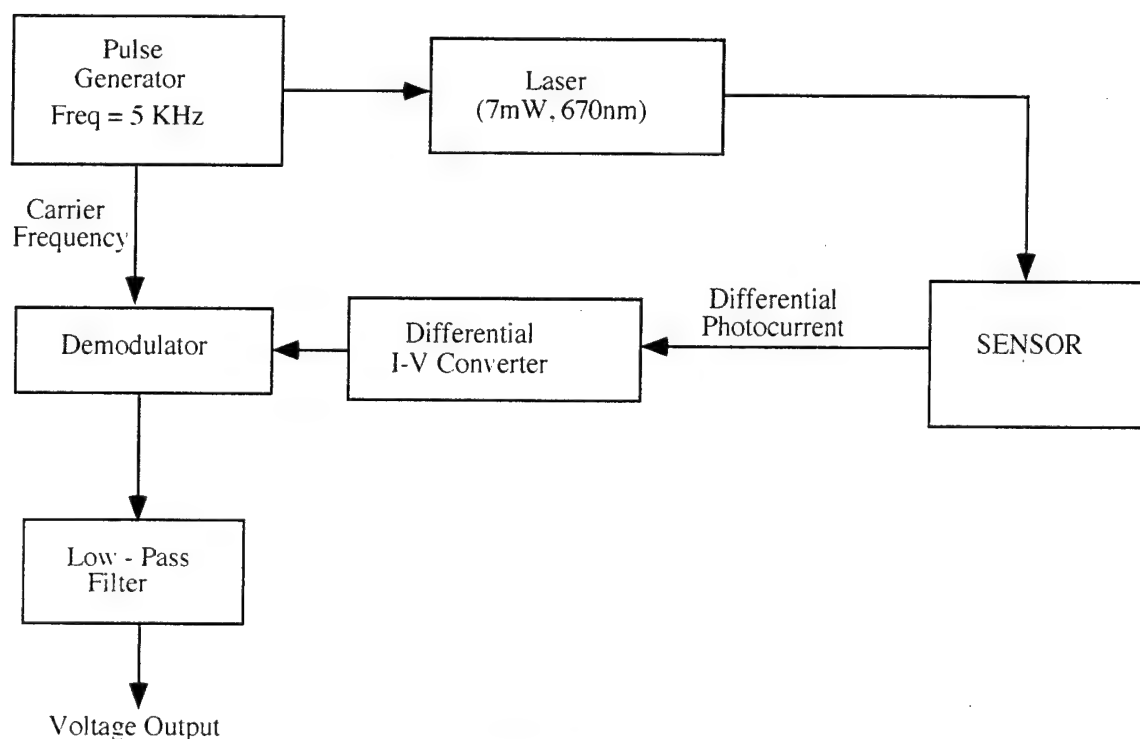 Pulse
Generator
Freq = 5 KHz
Laser
(7mW, 670nm)
Carrier
Frequency
Differential
Photocurrent
SENSOR
Demodulator
Differential
I-V Converter
Low - Pass
Filter
Voltage Output